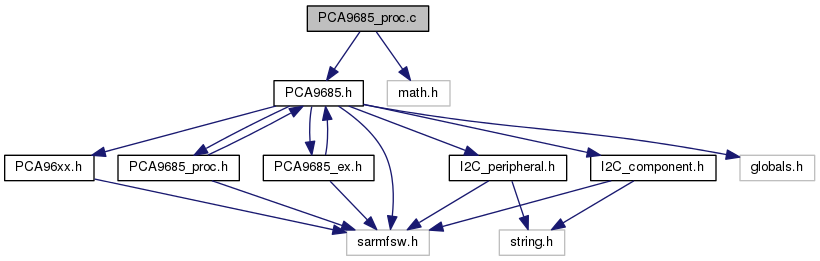 PCA9685_proc.c
PCA9685.h
math.h
PCA96xx.h
PCA9685_proc.h
PCA9685_ex.h
I2C_peripheral.h
I2C_component.h
globals.h
sarmfsw.h
string.h